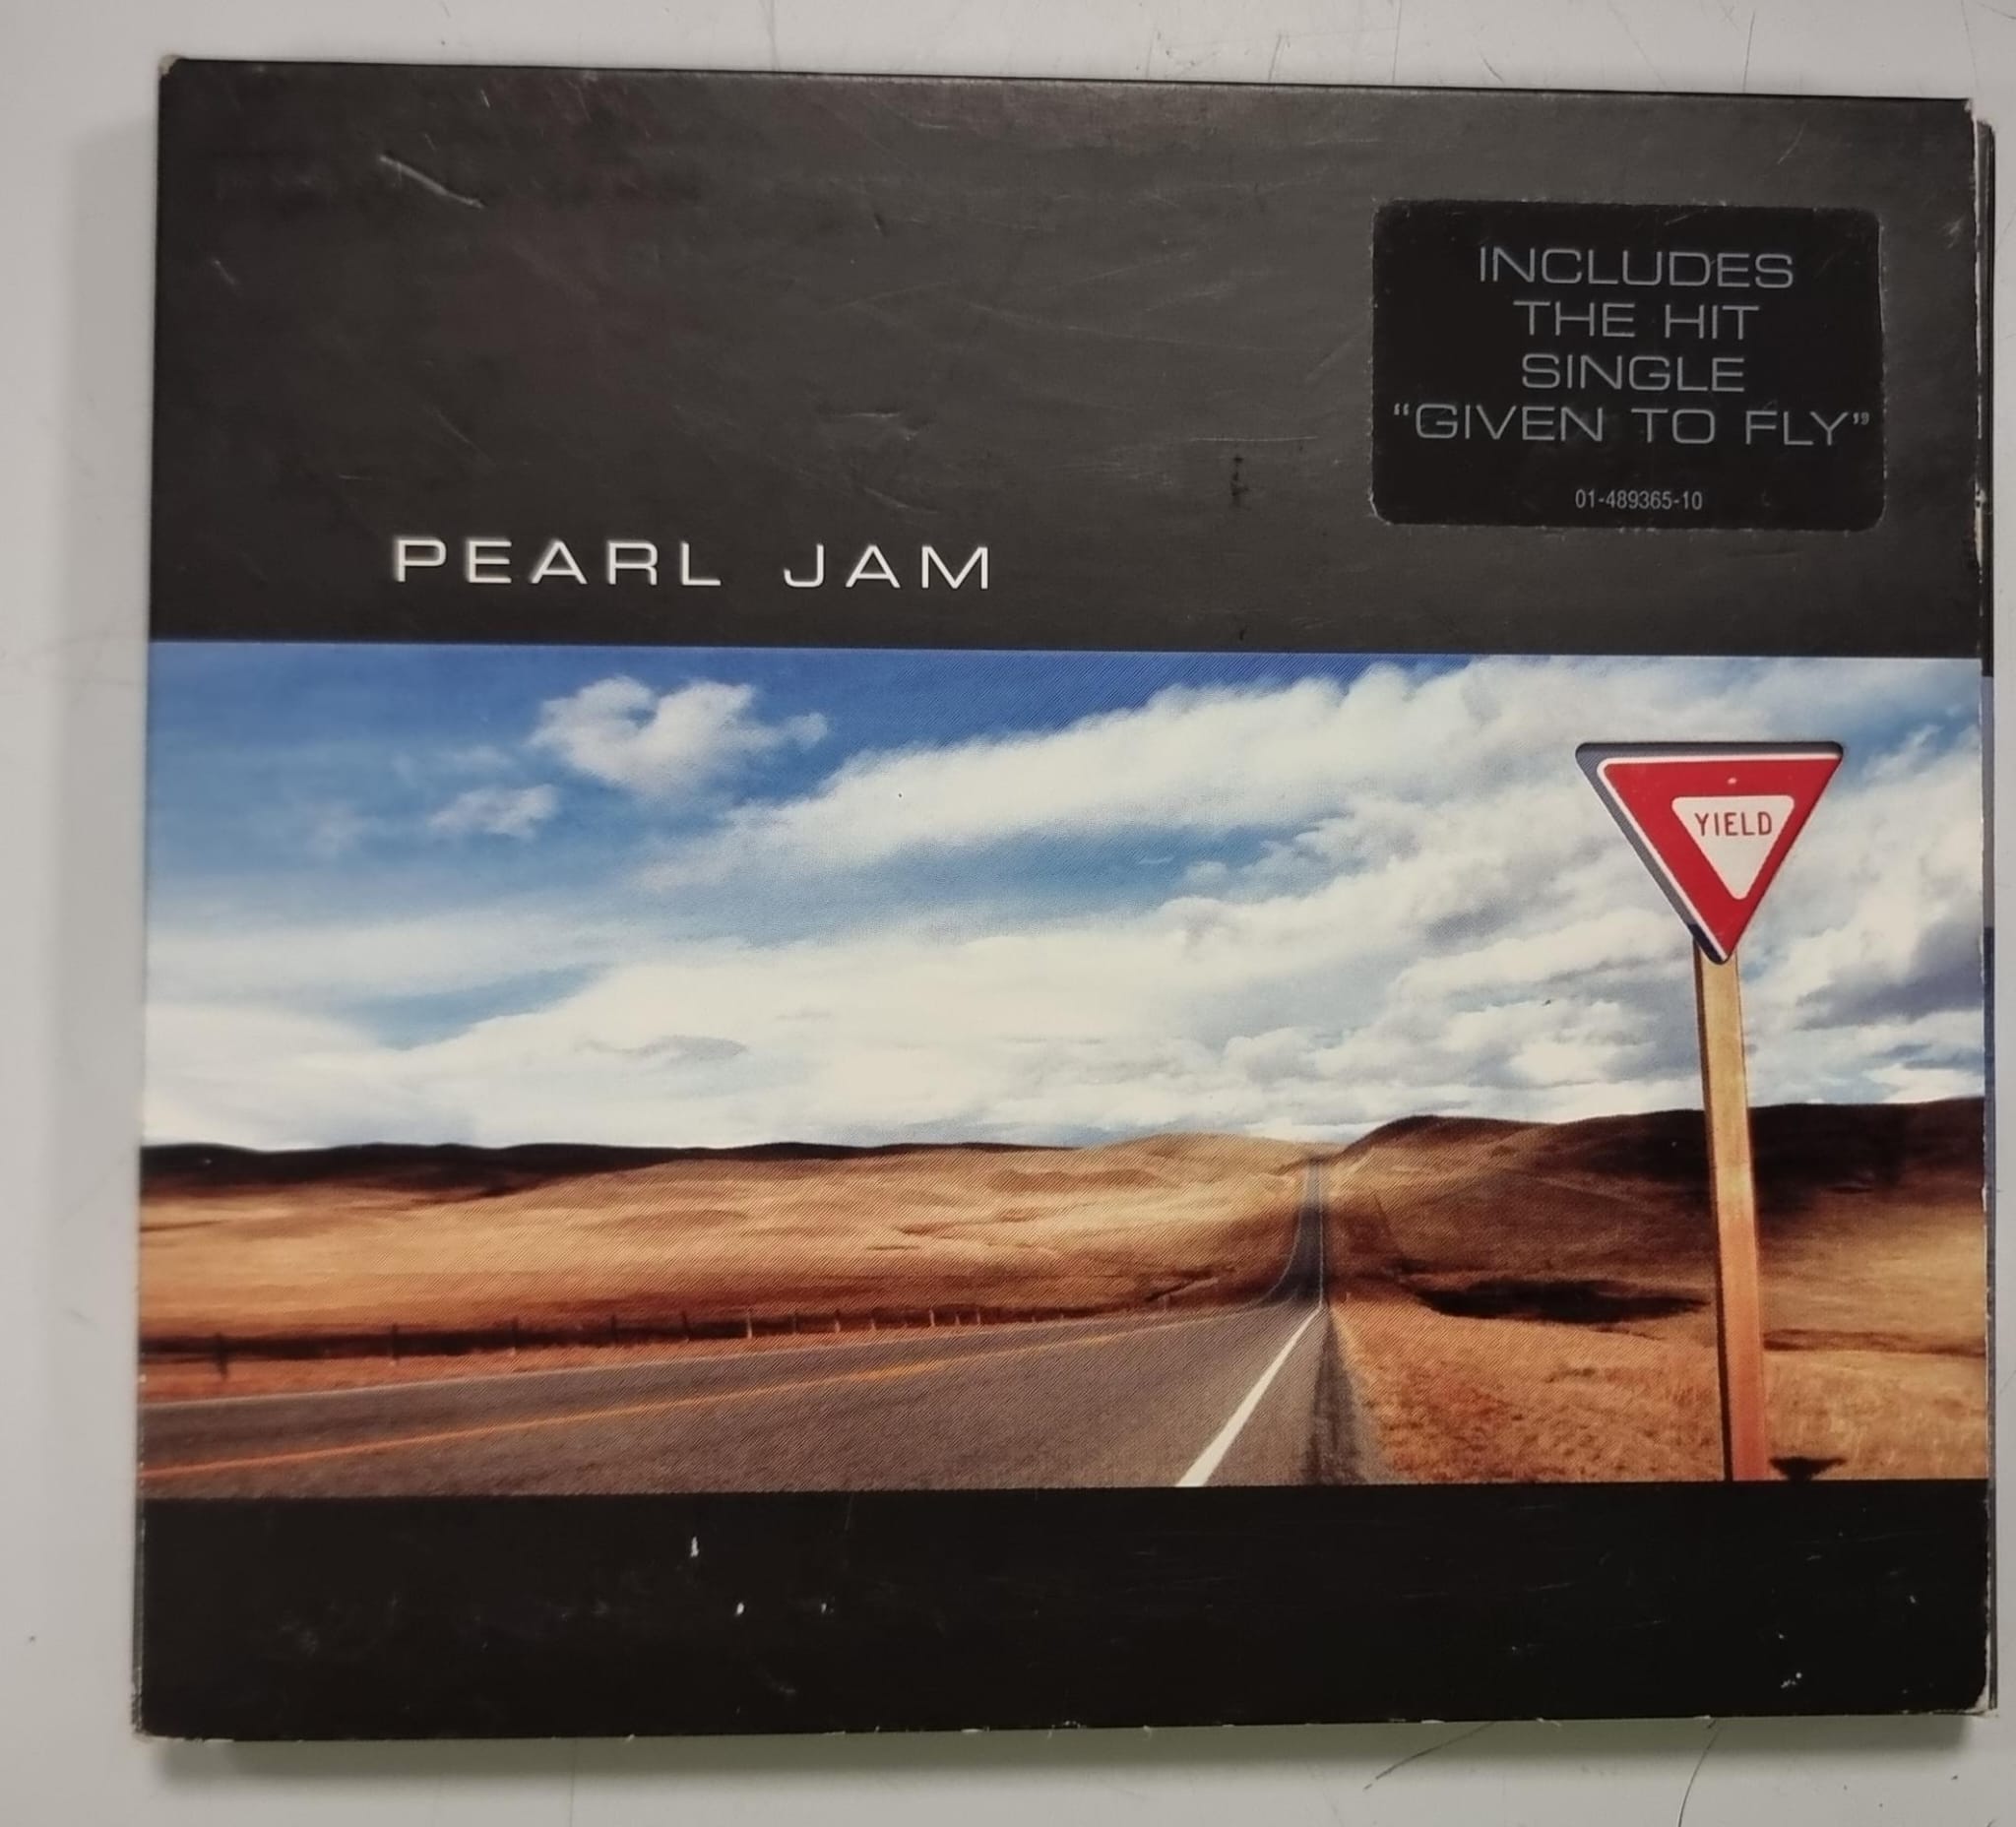 INCLUDES
THE HIT
SINGLE
“GIVEN TO FLY”
01-489365-10
PEARL JAM
YIELD